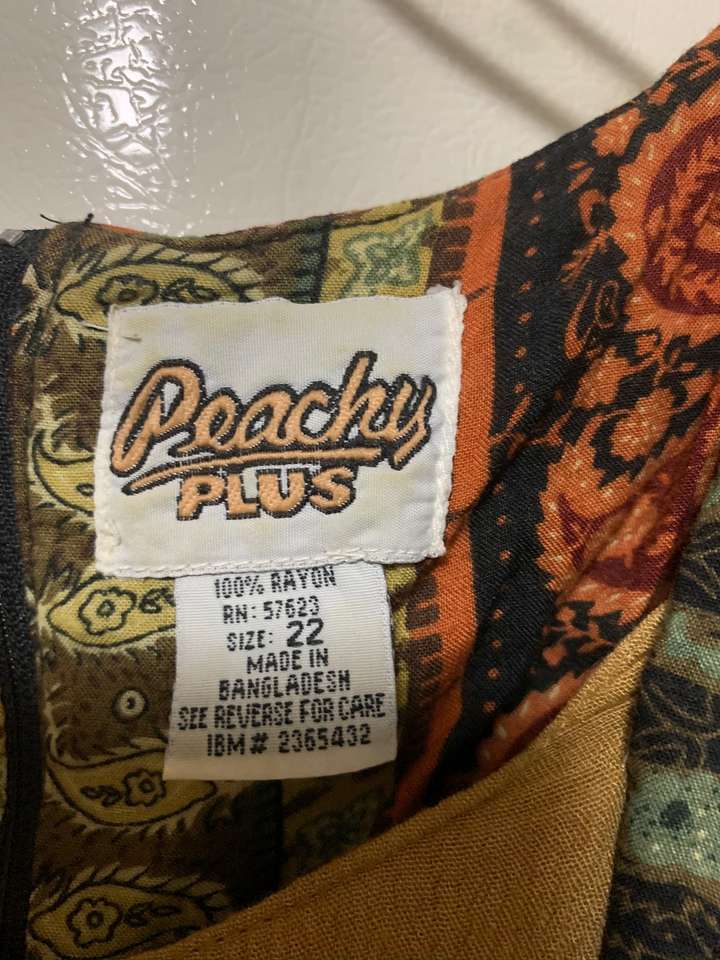 Peachy
PLUS
100% RAYON
RN: 57623
SIZE: 22
MADE IN
BANGLADESH
SEE REVERSE FOR CARE
IBM# 2365432